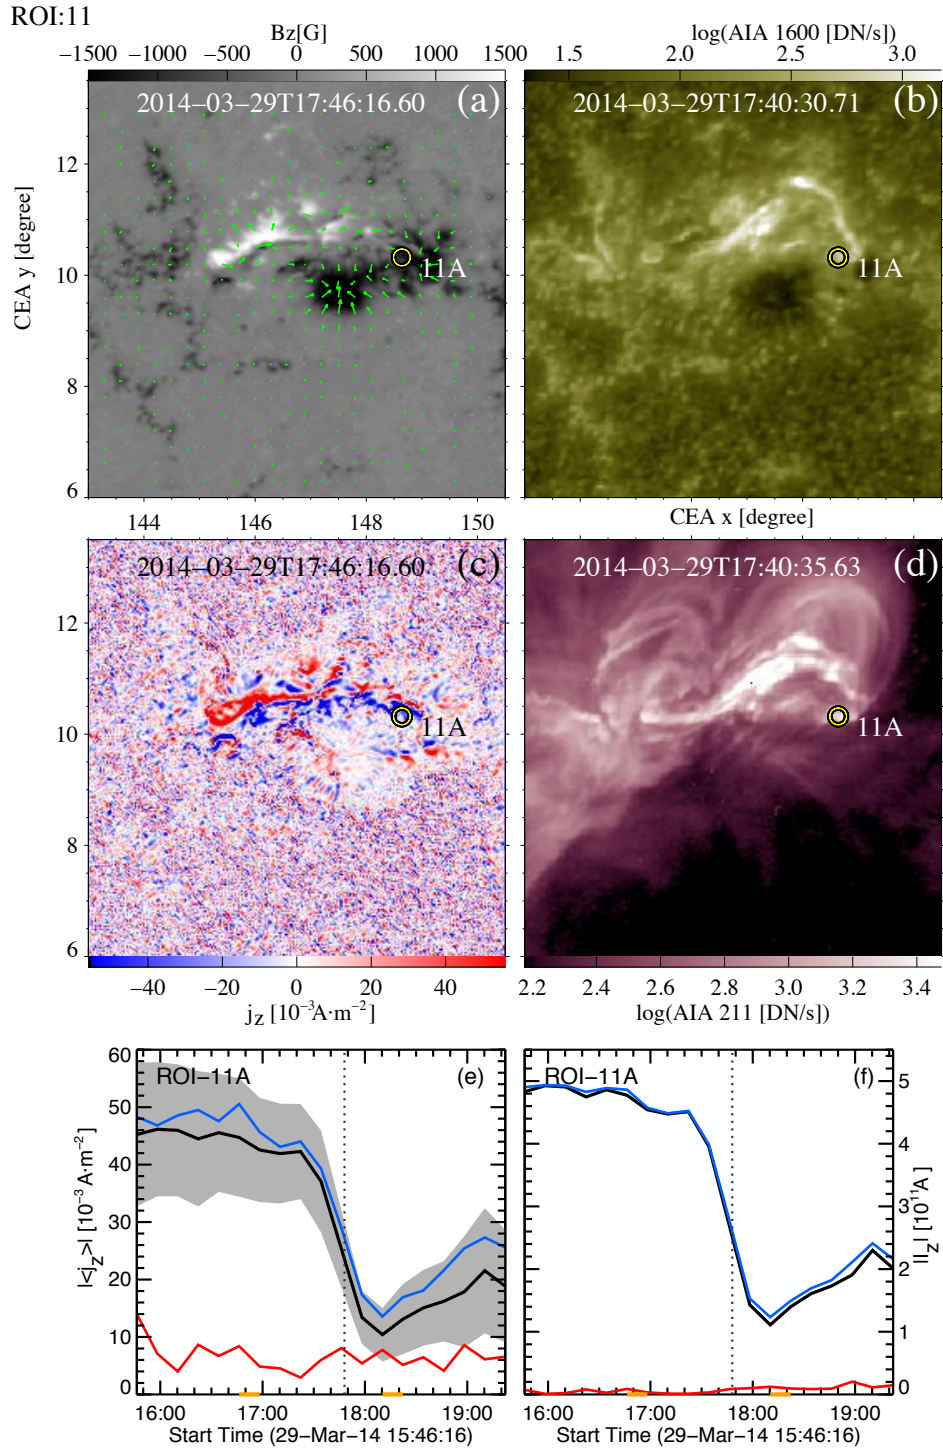 ROI:11
Bz[G]
log(AIA 1600 [DN/s])
−1500 −1000 −500 0 500 1000 1500
1.5 2.0 2.5 3.0
2014−03−29T17:46:16.60 (a)
2014−03−29T17:40:30.71 (b)
12
10
8
6
CEA y [degree]
11A
11A
144 146 148 150
CEA x [degree]
2014−03−29T17:46:16.60 (c)
2014−03−29T17:40:35.63 (d)
12
10
8
6
11A
11A
−40 −20 0 20 40
jz [10⁻³A·m⁻²]
2.2 2.4 2.6 2.8 3.0 3.2 3.4
log(AIA 211 [DN/s])
ROI−11A (e)
60
50
40
30
20
10
0
|<jz>| [10⁻³ A·m⁻²]
16:00 17:00 18:00 19:00
Start Time (29−Mar−14 15:46:16)
ROI−11A (f)
5
4
3
2
1
0
|Iz| [10¹¹A]
16:00 17:00 18:00 19:00
Start Time (29−Mar−14 15:46:16)